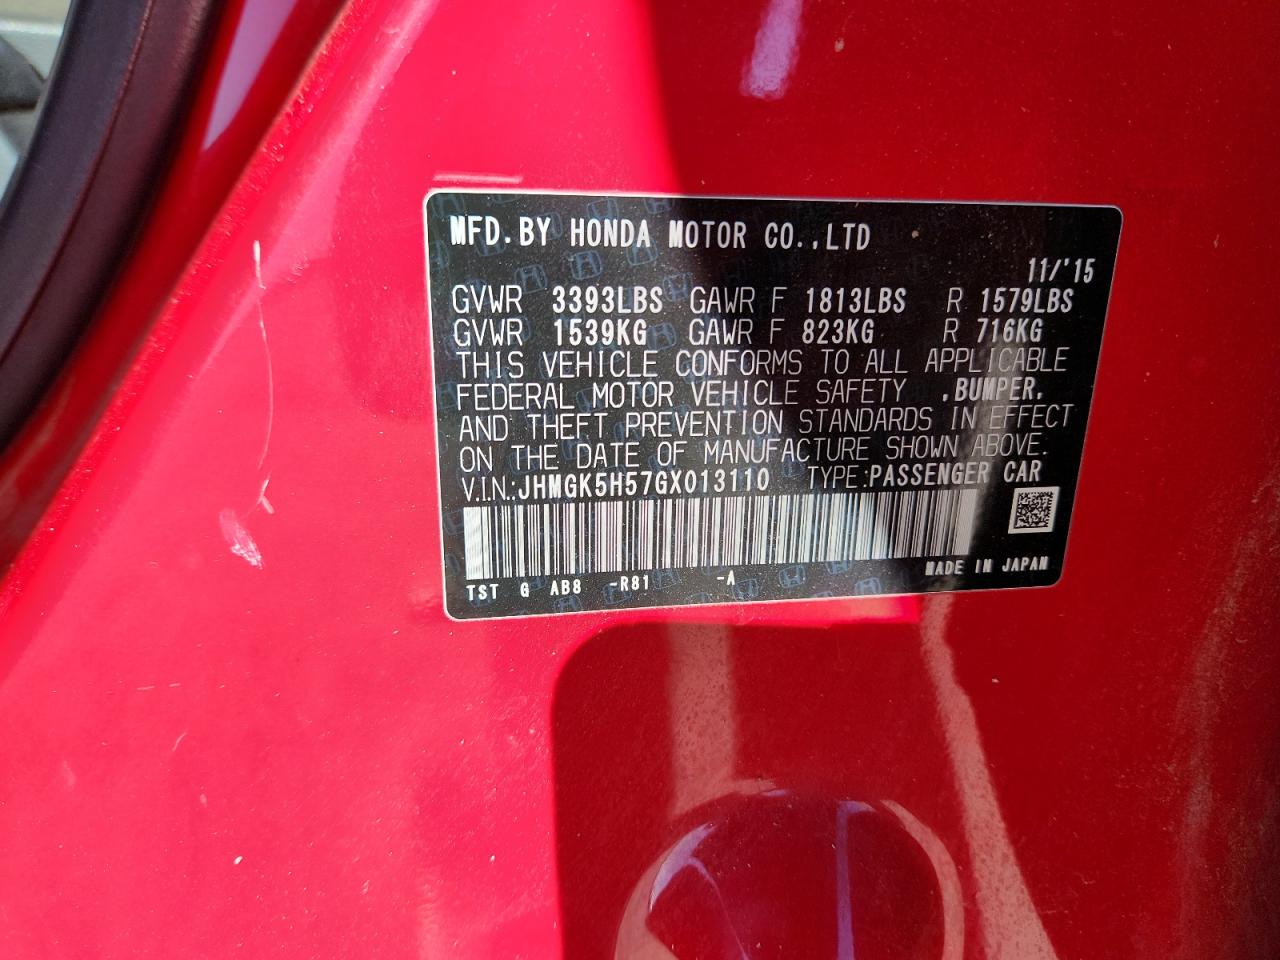 MFD. BY HONDA MOTOR CO.,LTD
11/'15
GVWR 3393LBS GAWR F 1813LBS R 1579LBS
GVWR 1539KG GAWR F 823KG R 716KG
THIS VEHICLE CONFORMS TO ALL APPLICABLE
FEDERAL MOTOR VEHICLE SAFETY ,BUMPER,
AND THEFT PREVENTION STANDARDS IN EFFECT
ON THE DATE OF MANUFACTURE SHOWN ABOVE.
V.I.N.:JHMGK5H57GX013110 TYPE:PASSENGER CAR
TST G AB8 -R81 -A MADE IN JAPAN